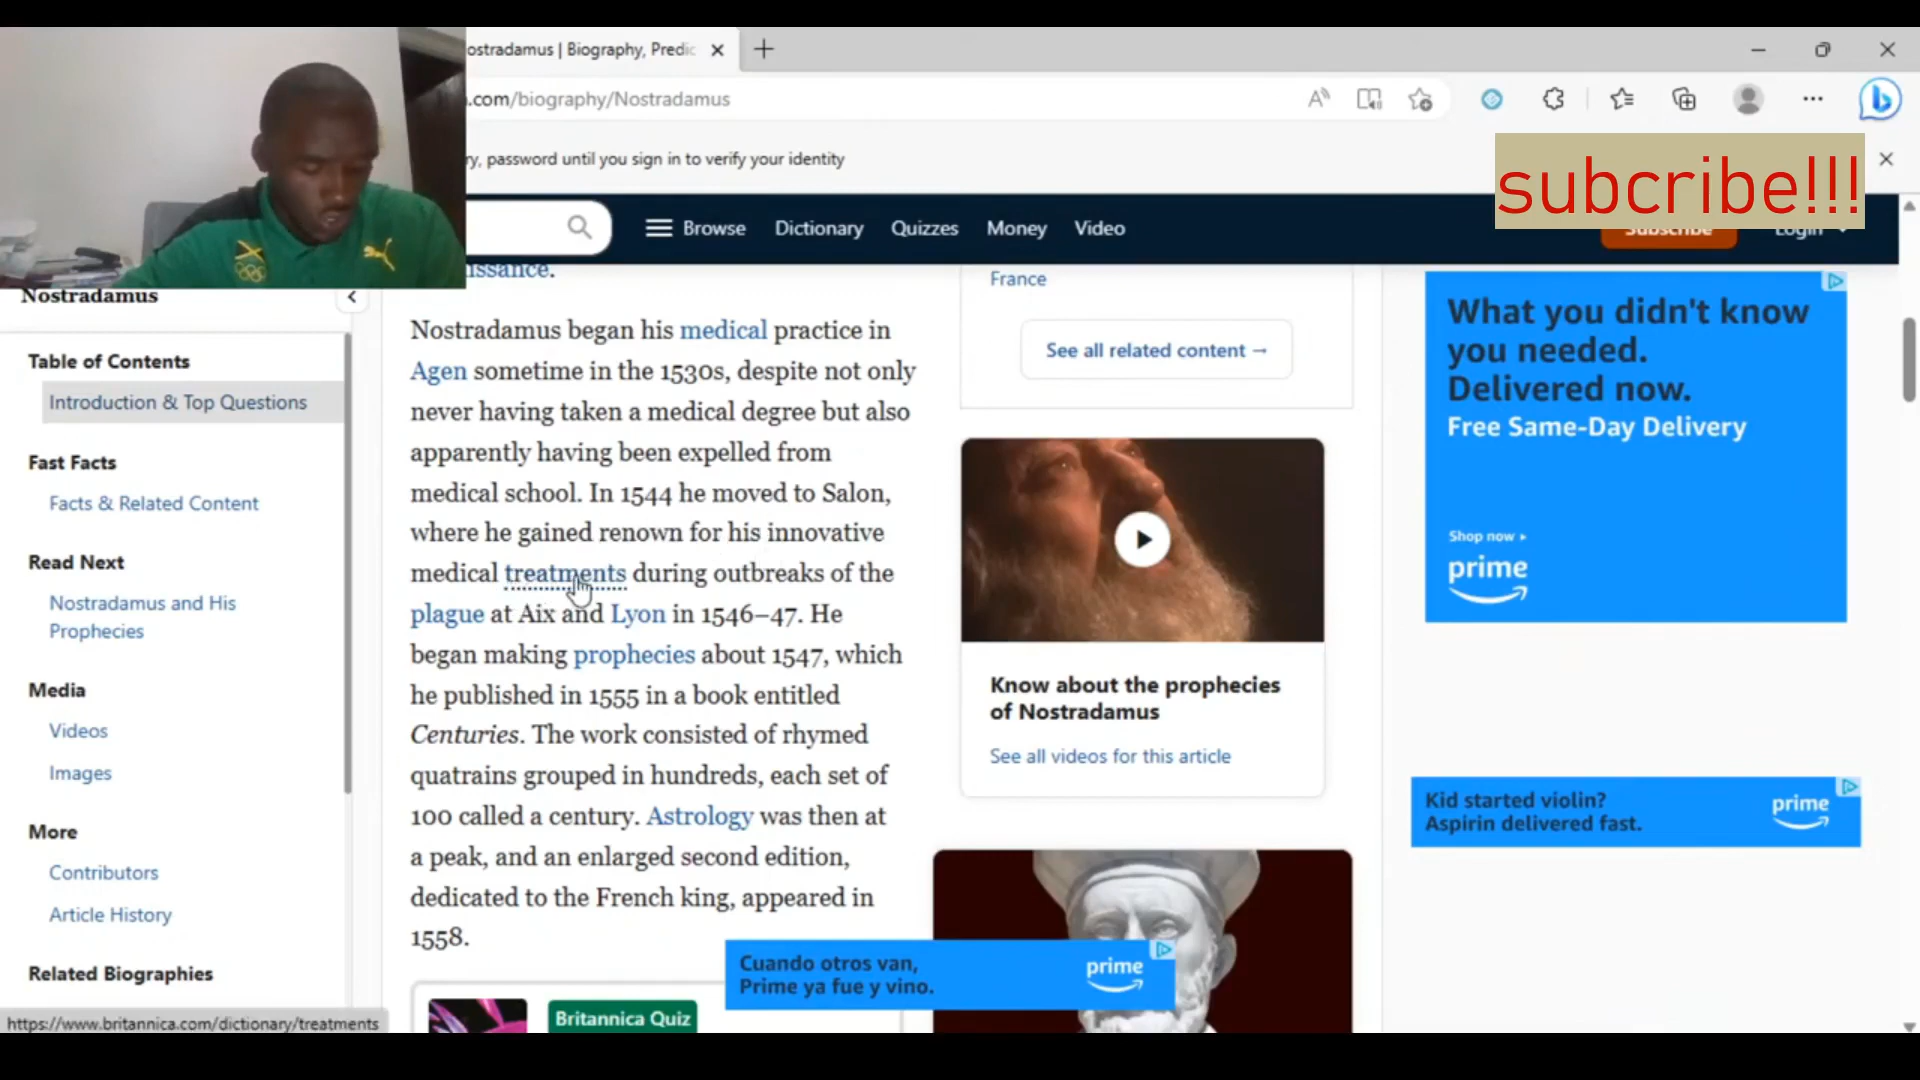 ostradamus | Biography, Predic
.com/biography/Nostradamus
ry, password until you sign in to verify your identity
subcribe!!!
Browse
Dictionary
Quizzes
Money
Video
Subscribe
Login
Nostradamus
Table of Contents
Introduction & Top Questions
Fast Facts
Facts & Related Content
Read Next
Nostradamus and His
Prophecies
Media
Videos
Images
More
Contributors
Article History
Related Biographies
https://www.britannica.com/dictionary/treatments
issance.
Nostradamus began his medical practice in
Agen sometime in the 1530s, despite not only
never having taken a medical degree but also
apparently having been expelled from
medical school. In 1544 he moved to Salon,
where he gained renown for his innovative
medical treatments during outbreaks of the
plague at Aix and Lyon in 1546–47. He
began making prophecies about 1547, which
he published in 1555 in a book entitled
Centuries. The work consisted of rhymed
quatrains grouped in hundreds, each set of
100 called a century. Astrology was then at
a peak, and an enlarged second edition,
dedicated to the French king, appeared in
1558.
Britannica Quiz
France
See all related content →
Know about the prophecies
of Nostradamus
See all videos for this article
Cuando otros van,
Prime ya fue y vino.
prime
What you didn't know
you needed.
Delivered now.
Free Same-Day Delivery
Shop now ▸
prime
Kid started violin?
Aspirin delivered fast.
prime